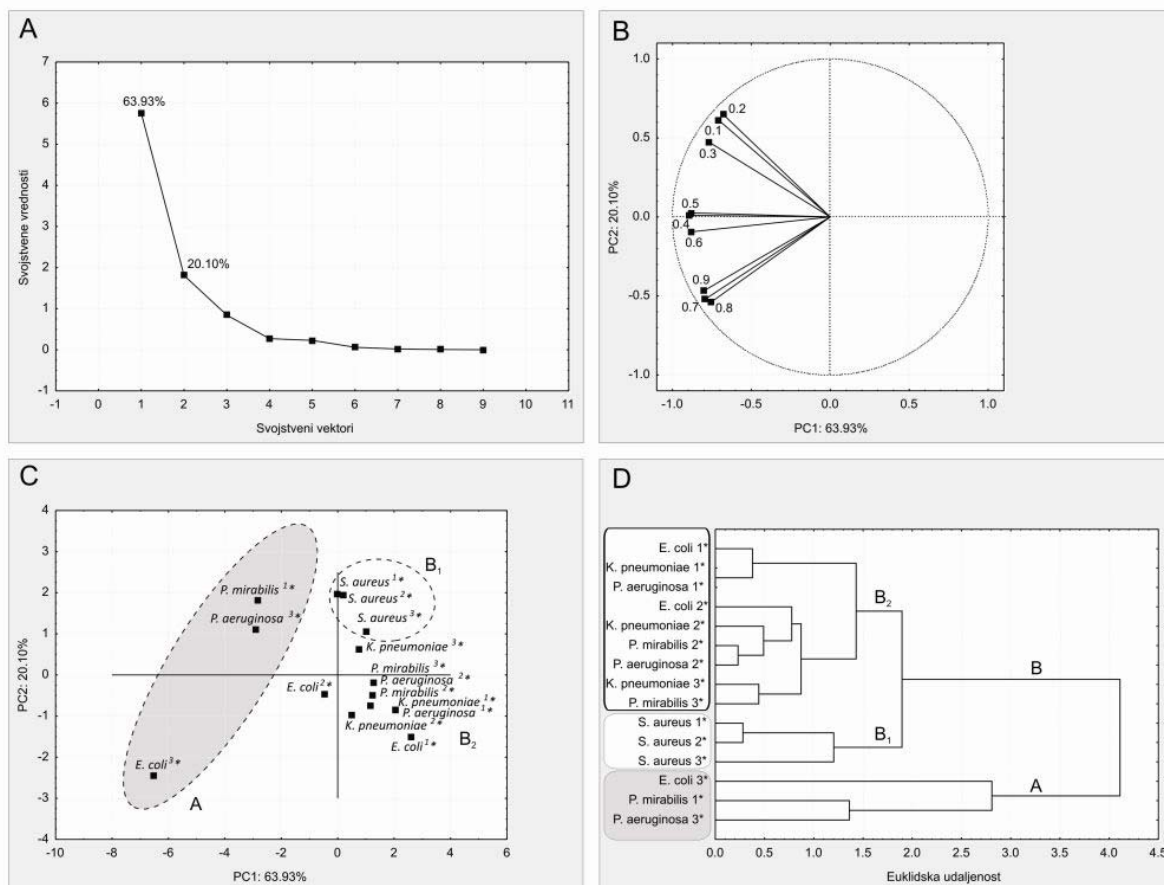 A
7
6
5
4
3
2
1
0
-1
63.93%
20.10%
-1 0 1 2 3 4 5 6 7 8 9 10 11
Svojstvene vrednosti
Svojstveni vektori
B
1.0
0.5
0.0
-0.5
-1.0
0.2
0.1
0.3
0.5
0.4
0.6
0.9
0.7
0.8
-1.0 -0.5 0.0 0.5 1.0
PC2: 20.10%
PC1: 63.93%
C
4
3
2
1
0
-1
-2
-3
-4
B1
S. aureus 1*
P. mirabilis 1*
S. aureus 2*
P. aeruginosa 3*
S. aureus 3*
K. pneumoniae 3*
P. mirabilis 3*
P. aeruginosa 2*
E. coli 2*
P. mirabilis 2*
K. pneumoniae 1*
P. aeruginosa 1*
K. pneumoniae 2*
E. coli 1*
B2
E. coli 3*
A
-10 -8 -6 -4 -2 0 2 4 6
PC2: 20.10%
PC1: 63.93%
D
E. coli 1*
K. pneumoniae 1*
P. aeruginosa 1*
E. coli 2*
K. pneumoniae 2*
P. mirabilis 2*
P. aeruginosa 2*
K. pneumoniae 3*
P. mirabilis 3*
S. aureus 1*
S. aureus 2*
S. aureus 3*
E. coli 3*
P. mirabilis 1*
P. aeruginosa 3*
B2
B
B1
A
0.0 0.5 1.0 1.5 2.0 2.5 3.0 3.5 4.0 4.5
Euklidska udaljenost